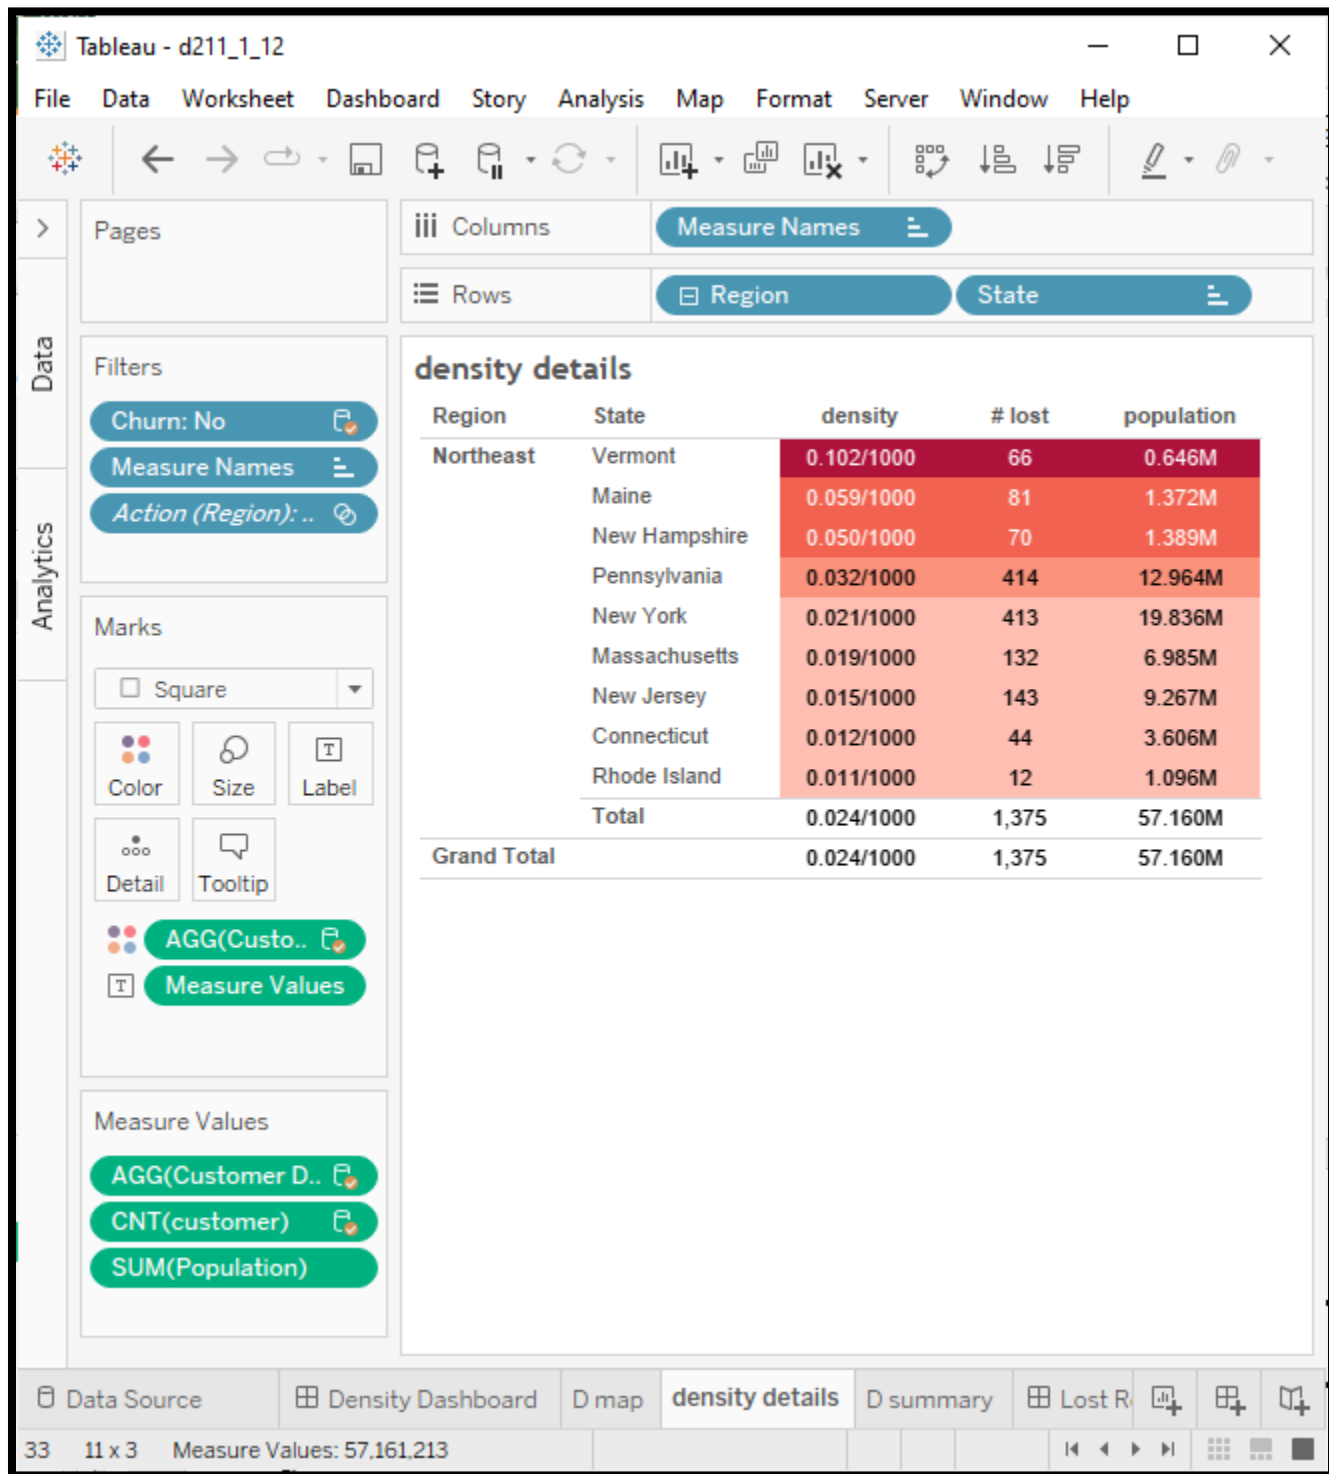 Tableau - d211_1_12
File Data Worksheet Dashboard Story Analysis Map Format Server Window Help
Pages
Columns Measure Names
Rows Region State
Data
Analytics
Filters
Churn: No
Measure Names
Action (Region): ..
Marks
Square
Color Size Label
Detail Tooltip
AGG(Custo..
Measure Values
Measure Values
AGG(Customer D..
CNT(customer)
SUM(Population)
density details
Region State density # lost population
Northeast Vermont 0.102/1000 66 0.646M
Maine 0.059/1000 81 1.372M
New Hampshire 0.050/1000 70 1.389M
Pennsylvania 0.032/1000 414 12.964M
New York 0.021/1000 413 19.836M
Massachusetts 0.019/1000 132 6.985M
New Jersey 0.015/1000 143 9.267M
Connecticut 0.012/1000 44 3.606M
Rhode Island 0.011/1000 12 1.096M
Total 0.024/1000 1,375 57.160M
Grand Total 0.024/1000 1,375 57.160M
Data Source Density Dashboard D map density details D summary Lost R
33 11 x 3 Measure Values: 57,161,213